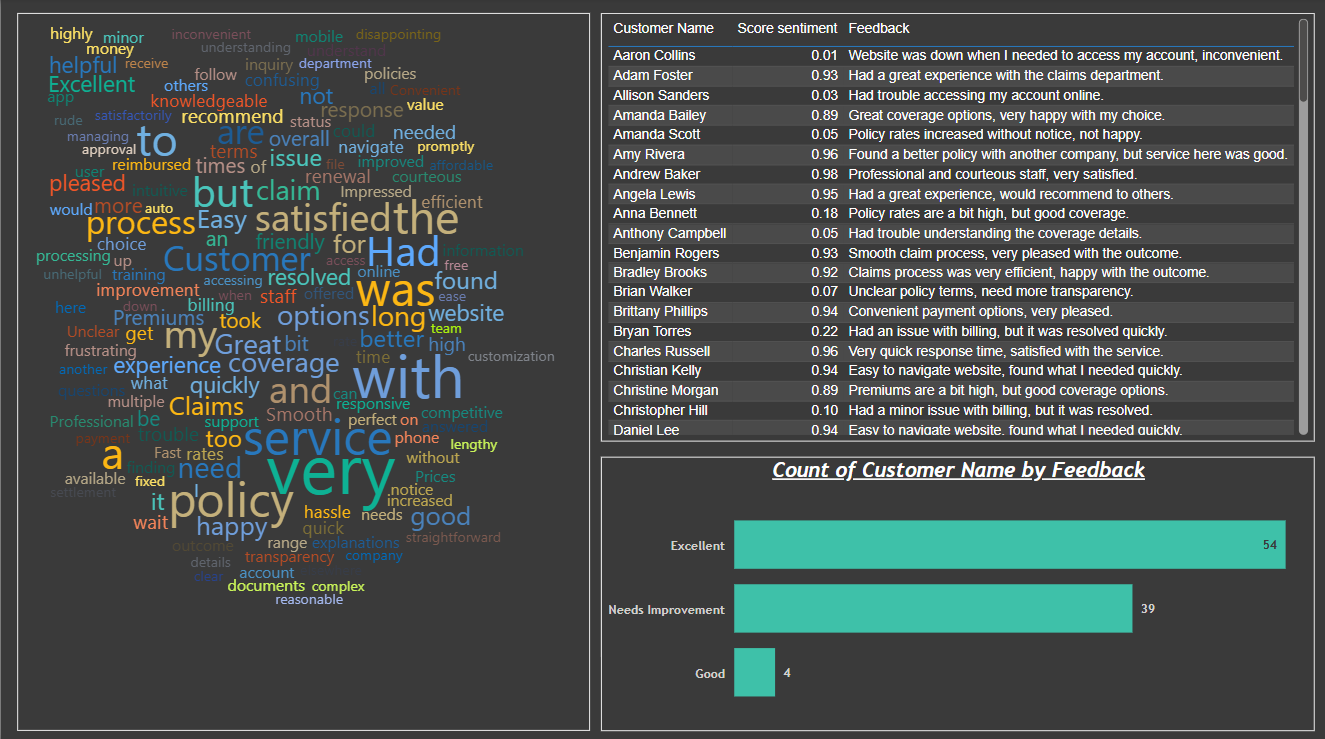 highly minor inconvenient mobile disappointing
money understanding understand
helpful receive inquiry department
Excellent follow confusing policies
app others Convenient
knowledgeable not response value
rude satisfactorily recommend status
managing to are overall could needed
approval terms issue navigate promptly
reimbursed times of file improved affordable
user renewal courteous
pleased intuitive but claim Impressed
would more auto satisfied the efficient
process Easy
choice an friendly for Had information
processing up Customer access free
unhelpful training accessing resolved online found
improvement when staff offered was ease
here down billing
Premiums took options long website
Unclear get my team
frustrating Great bit better high
another experience coverage time customization
what quickly with
multiple and can responsive
Claims Smooth competitive
Professional be support perfect on
payment trouble too service phone lengthy
a Fast rates without
finding need very Prices
available fixed
settlement I notice
it policy increased
wait happy hassle needs good
quick
outcome range explanations straightforward
details transparency company
clear account
documents complex
reasonable
Customer Name Score sentiment Feedback
Aaron Collins 0.01 Website was down when I needed to access my account, inconvenient.
Adam Foster 0.93 Had a great experience with the claims department.
Allison Sanders 0.03 Had trouble accessing my account online.
Amanda Bailey 0.89 Great coverage options, very happy with my choice.
Amanda Scott 0.05 Policy rates increased without notice, not happy.
Amy Rivera 0.96 Found a better policy with another company, but service here was good.
Andrew Baker 0.98 Professional and courteous staff, very satisfied.
Angela Lewis 0.95 Had a great experience, would recommend to others.
Anna Bennett 0.18 Policy rates are a bit high, but good coverage.
Anthony Campbell 0.05 Had trouble understanding the coverage details.
Benjamin Rogers 0.93 Smooth claim process, very pleased with the outcome.
Bradley Brooks 0.92 Claims process was very efficient, happy with the outcome.
Brian Walker 0.07 Unclear policy terms, need more transparency.
Brittany Phillips 0.94 Convenient payment options, very pleased.
Bryan Torres 0.22 Had an issue with billing, but it was resolved quickly.
Charles Russell 0.96 Very quick response time, satisfied with the service.
Christian Kelly 0.94 Easy to navigate website, found what I needed quickly.
Christine Morgan 0.89 Premiums are a bit high, but good coverage options.
Christopher Hill 0.10 Had a minor issue with billing, but it was resolved.
Daniel Lee 0.94 Easy to navigate website, found what I needed quickly.
Count of Customer Name by Feedback
Excellent 54
Needs Improvement 39
Good 4